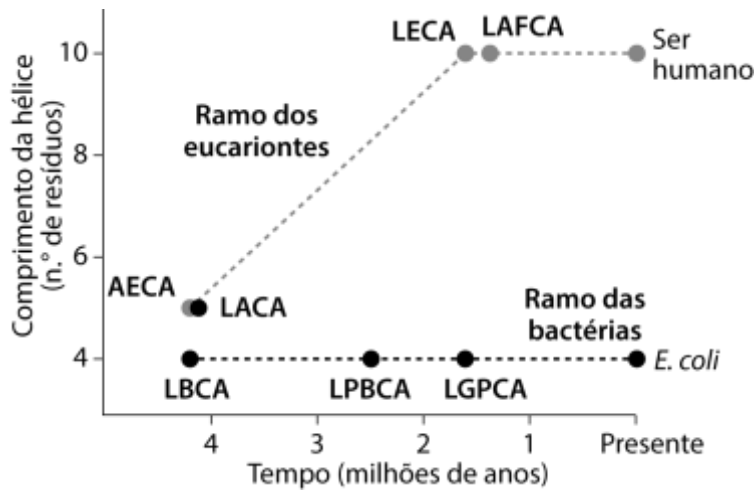 Comprimento da hélice
(n.° de resíduos)
10
8
6
4
LECA
LAFCA
Ser
humano
Ramo dos
eucariontes
AECA
LACA
Ramo das
bactérias
E. coli
LBCA
LPBCA
LGPCA
4
3
2
1
Presente
Tempo (milhões de anos)